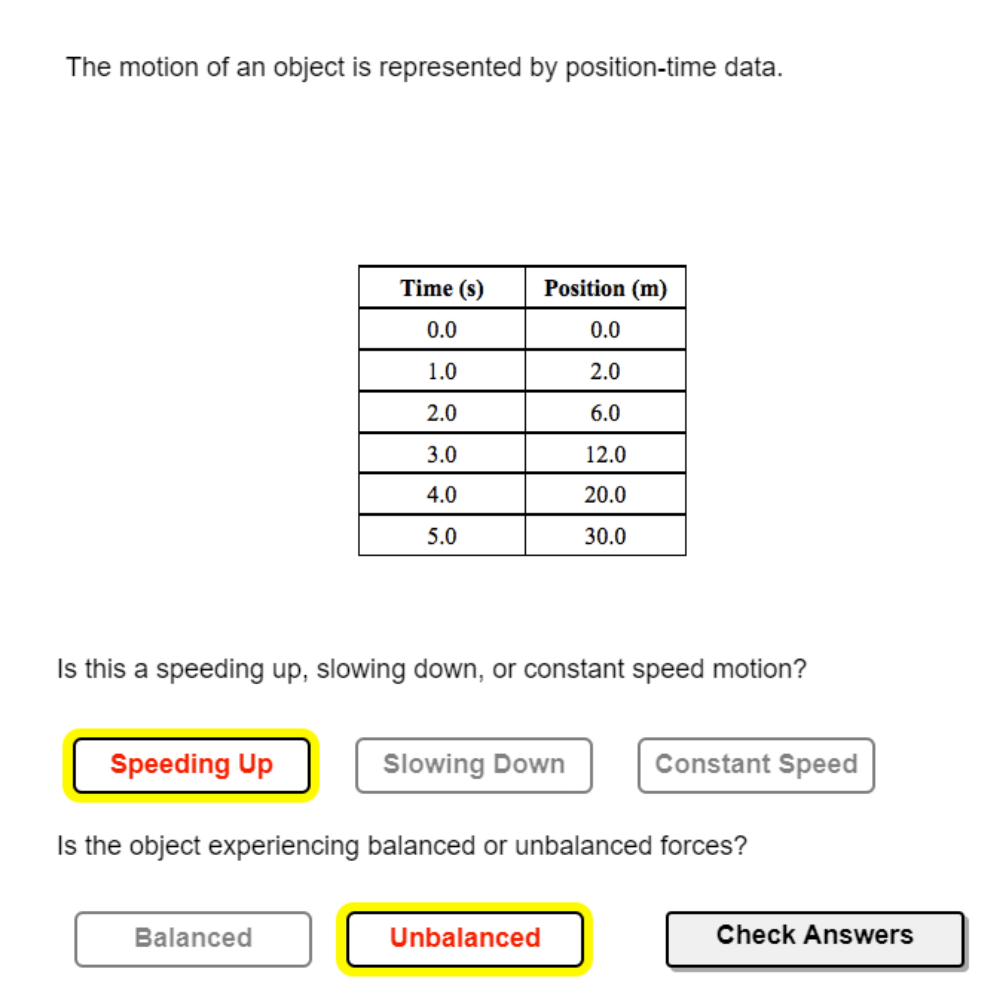 The motion of an object is represented by position-time data.
Time (s) Position (m)
0.0 0.0
1.0 2.0
2.0 6.0
3.0 12.0
4.0 20.0
5.0 30.0
Is this a speeding up, slowing down, or constant speed motion?
Speeding Up Slowing Down Constant Speed
Is the object experiencing balanced or unbalanced forces?
Balanced Unbalanced Check Answers